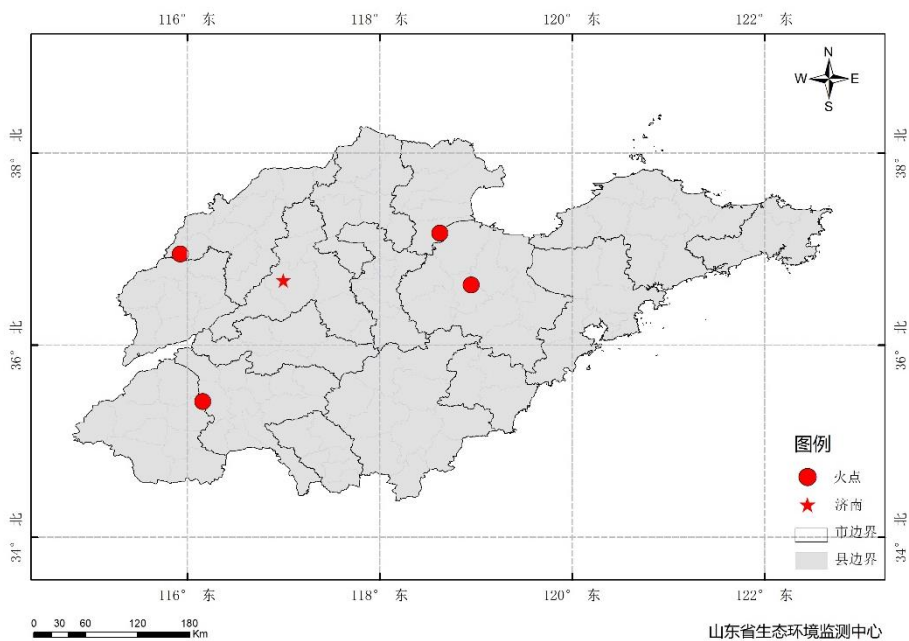 116° 东
118° 东
120° 东
122° 东
N
W E
S
38° 北
38° 北
36° 北
36° 北
34° 北
34° 北
图例
火点
济南
市边界
县边界
116° 东
118° 东
120° 东
122° 东
0 30 60 120 180
Km
山东省生态环境监测中心